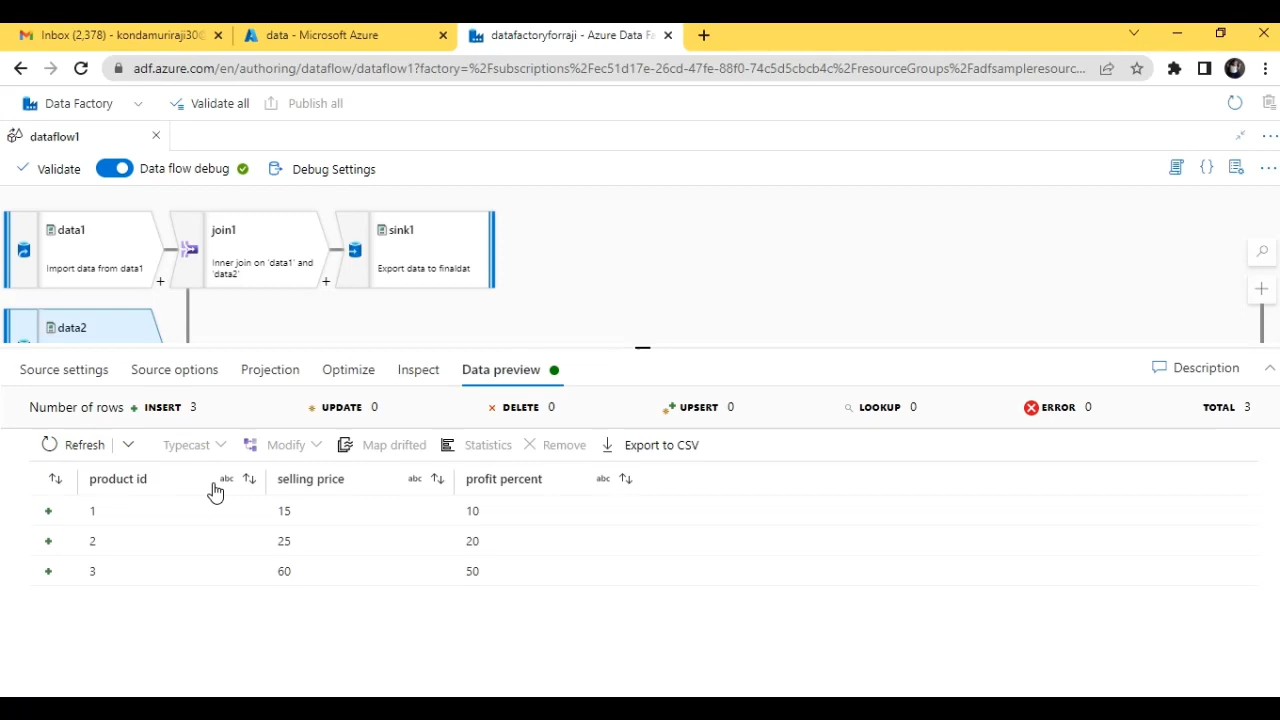 Inbox (2,378) - kondamuriraji30@
data - Microsoft Azure
datafactoryforraji - Azure Data Fa
adf.azure.com/en/authoring/dataflow/dataflow1?factory=%2Fsubscriptions%2Fec51d17e-26cd-47fe-88f0-74c5d5cbcb4c%2FresourceGroups%2Fadfsampleresourc...
Data Factory
Validate all
Publish all
dataflow1
Validate
Data flow debug
Debug Settings
data1
Import data from data1
join1
Inner join on 'data1' and
'data2'
sink1
Export data to finaldat
data2
Source settings
Source options
Projection
Optimize
Inspect
Data preview
Description
Number of rows
INSERT 3
UPDATE 0
DELETE 0
UPSERT 0
LOOKUP 0
ERROR 0
TOTAL 3
Refresh
Typecast
Modify
Map drifted
Statistics
Remove
Export to CSV
product id abc
selling price abc
profit percent abc
1 15 10
2 25 20
3 60 50